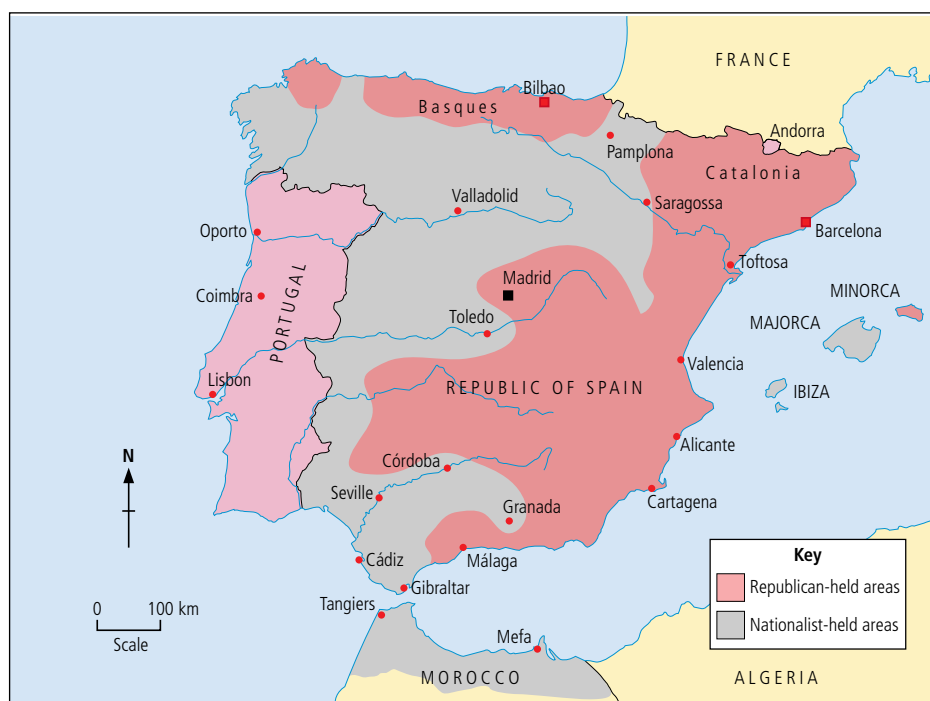 FRANCE
Bilbao
Basques
Andorra
Pamplona
Catalonia
Valladolid
Saragossa
Oporto
Barcelona
Toftosa
Madrid
MINORCA
Coimbra
PORTUGAL
Toledo
MAJORCA
Valencia
Lisbon
REPUBLIC OF SPAIN
IBIZA
Alicante
N
Córdoba
Seville
Granada
Cartagena
Cádiz
Málaga
Key
Republican-held areas
Nationalist-held areas
Gibraltar
Tangiers
0 100 km
Scale
Mefa
MOROCCO
ALGERIA